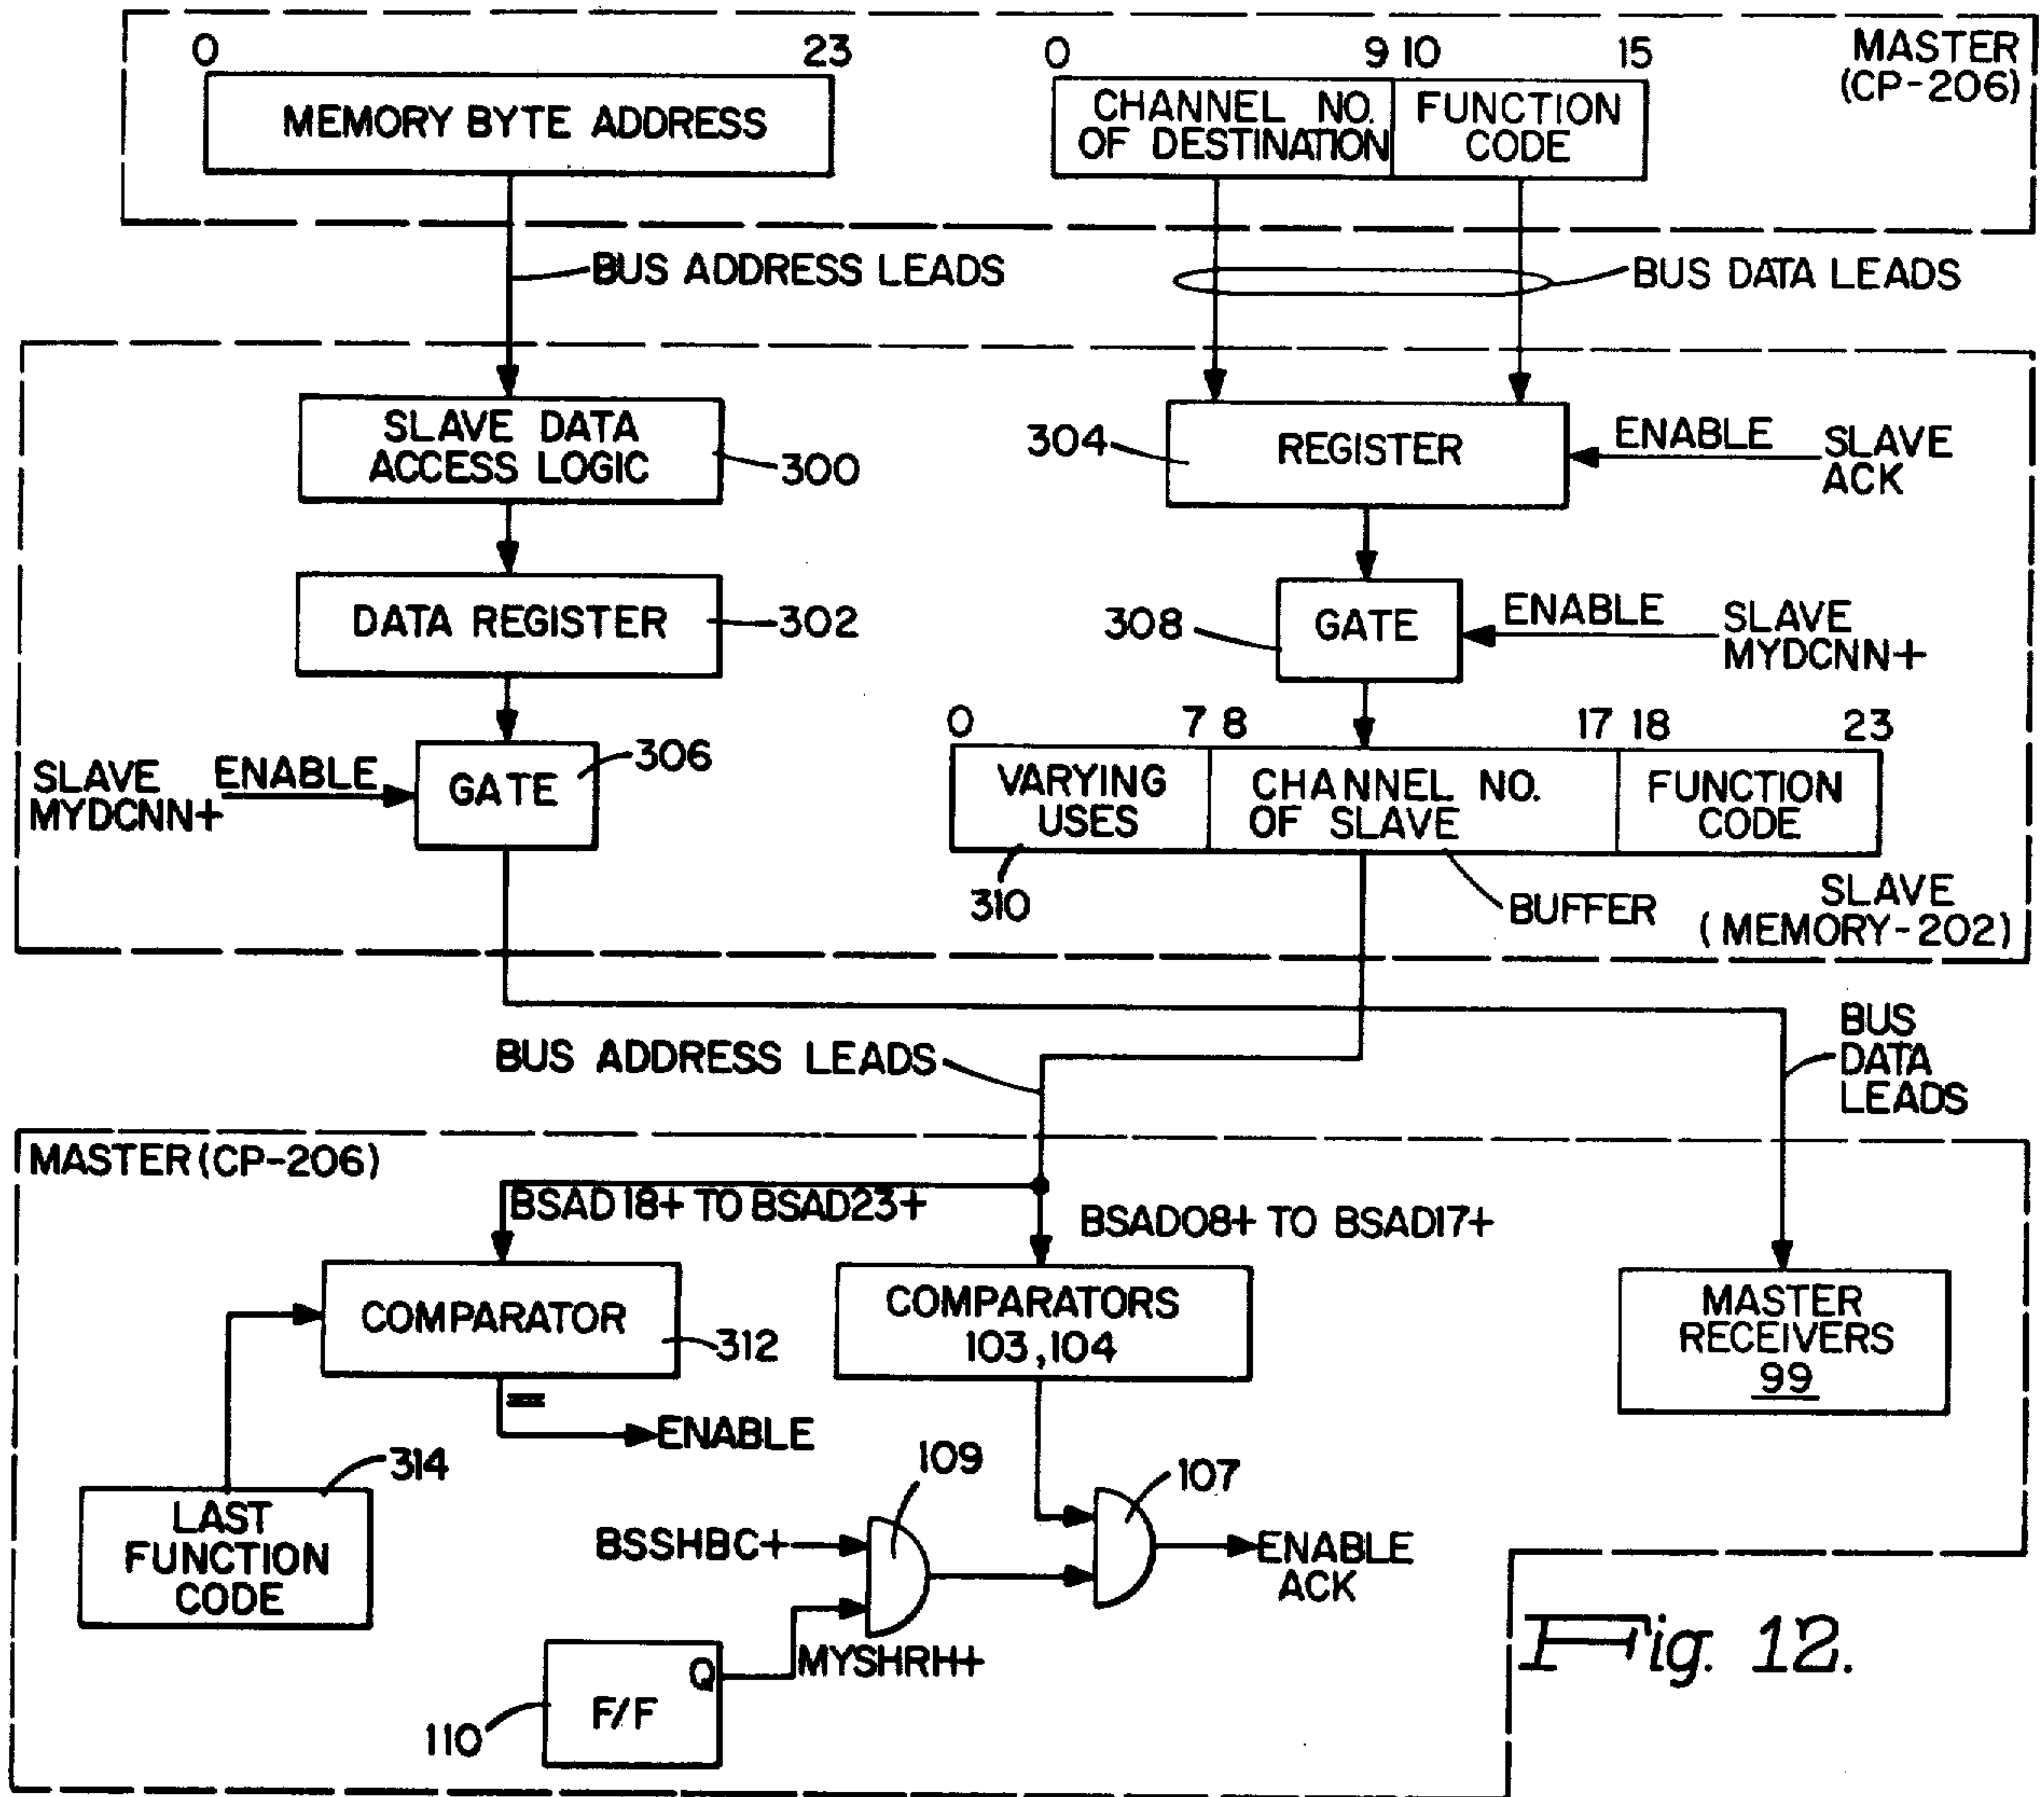 0 23 0 9 10 15
MASTER
(CP-206)
MEMORY BYTE ADDRESS
CHANNEL NO.
OF DESTINATION
FUNCTION
CODE
BUS ADDRESS LEADS
BUS DATA LEADS
SLAVE DATA
ACCESS LOGIC
300
304
REGISTER
ENABLE
SLAVE
ACK
DATA REGISTER
302
308
GATE
ENABLE
SLAVE
MYDCNN+
SLAVE
MYDCNN+
ENABLE
GATE
306
0 7 8 17 18 23
VARYING
USES
CHANNEL NO.
OF SLAVE
FUNCTION
CODE
310
BUFFER
SLAVE
(MEMORY-202)
BUS ADDRESS LEADS
BUS
DATA
LEADS
MASTER (CP-206)
BSAD18+ TO BSAD23+
BSAD08+ TO BSAD17+
COMPARATOR
312
COMPARATORS
103,104
MASTER
RECEIVERS
99
=
ENABLE
314
LAST
FUNCTION
CODE
109
107
BSSHBC+
ENABLE
ACK
MYSHRH+
Q
F/F
110
Fig. 12.